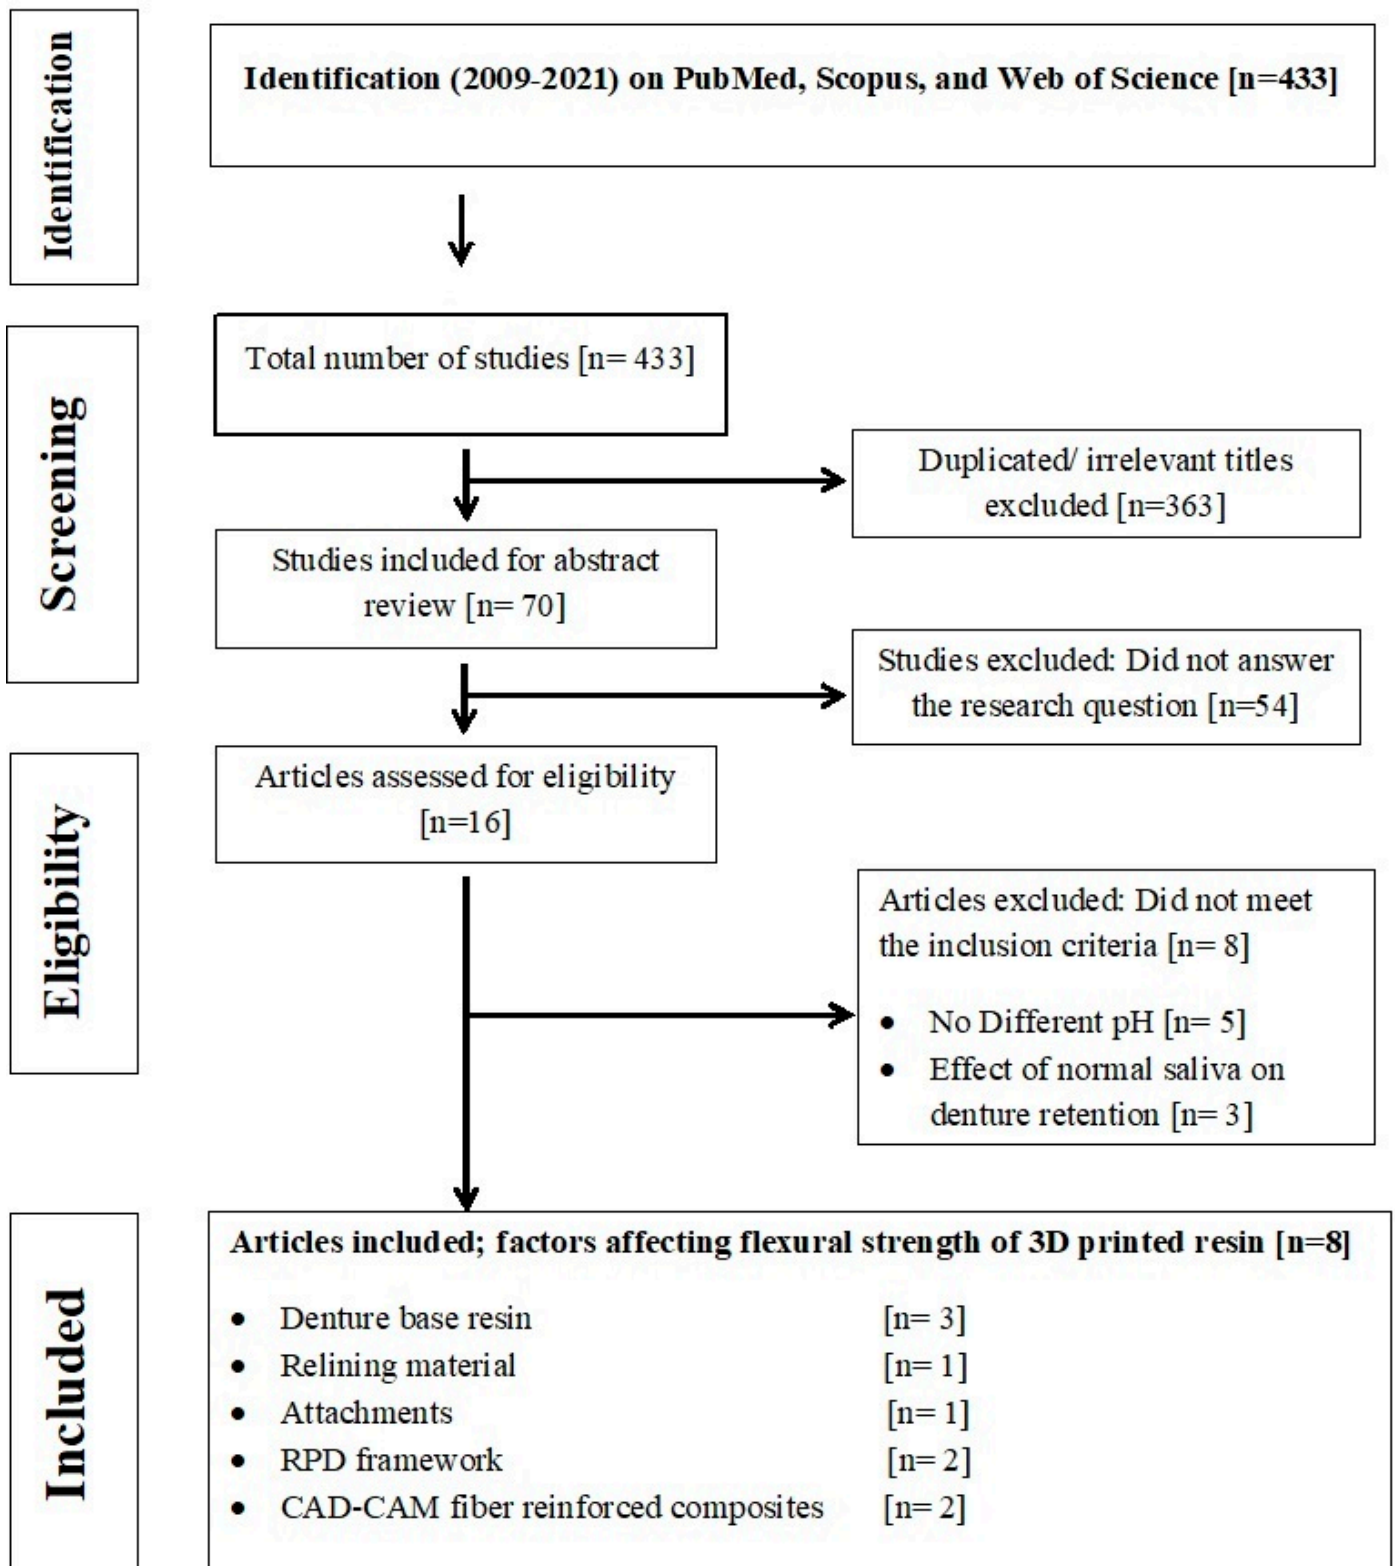 Identification
Identification (2009-2021) on PubMed, Scopus, and Web of Science [n=433]
Screening
Total number of studies [n= 433]
Duplicated/ irrelevant titles
excluded [n=363]
Studies included for abstract
review [n= 70]
Studies excluded: Did not answer
the research question [n=54]
Eligibility
Articles assessed for eligibility
[n=16]
Articles excluded: Did not meet
the inclusion criteria [n= 8]
• No Different pH [n= 5]
• Effect of normal saliva on
denture retention [n= 3]
Included
Articles included; factors affecting flexural strength of 3D printed resin [n=8]
• Denture base resin [n= 3]
• Relining material [n= 1]
• Attachments [n= 1]
• RPD framework [n= 2]
• CAD-CAM fiber reinforced composites [n= 2]